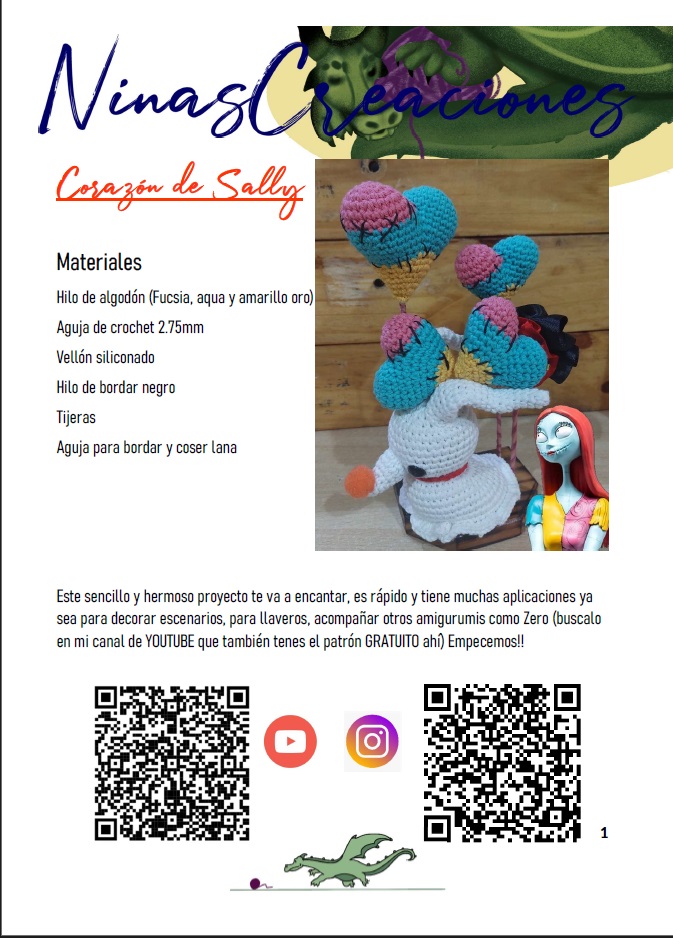 NinasCreaciones
Corazón de Sally
Materiales
Hilo de algodón (Fucsia, aqua y amarillo oro)
Aguja de crochet 2.75mm
Vellón siliconado
Hilo de bordar negro
Tijeras
Aguja para bordar y coser lana
Este sencillo y hermoso proyecto te va a encantar, es rápido y tiene muchas aplicaciones ya
sea para decorar escenarios, para llaveros, acompañar otros amigurumis como Zero (buscalo
en mi canal de YOUTUBE que también tenes el patrón GRATUITO ahí) Empecemos!!
1